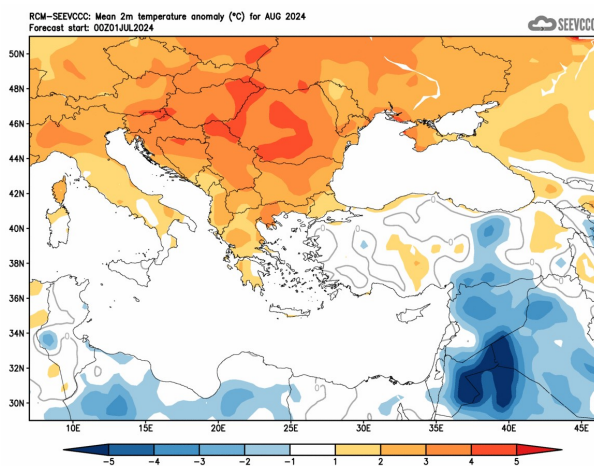 RCM-SEEVCCC: Mean 2m temperature anomaly (°C) for AUG 2024
Forecast start: 00Z01JUL2024
SEEVCCC
50N
48N
46N
44N
42N
40N
38N
36N
34N
32N
30N
10E 15E 20E 25E 30E 35E 40E 45E
-5 -4 -3 -2 -1 1 2 3 4 5